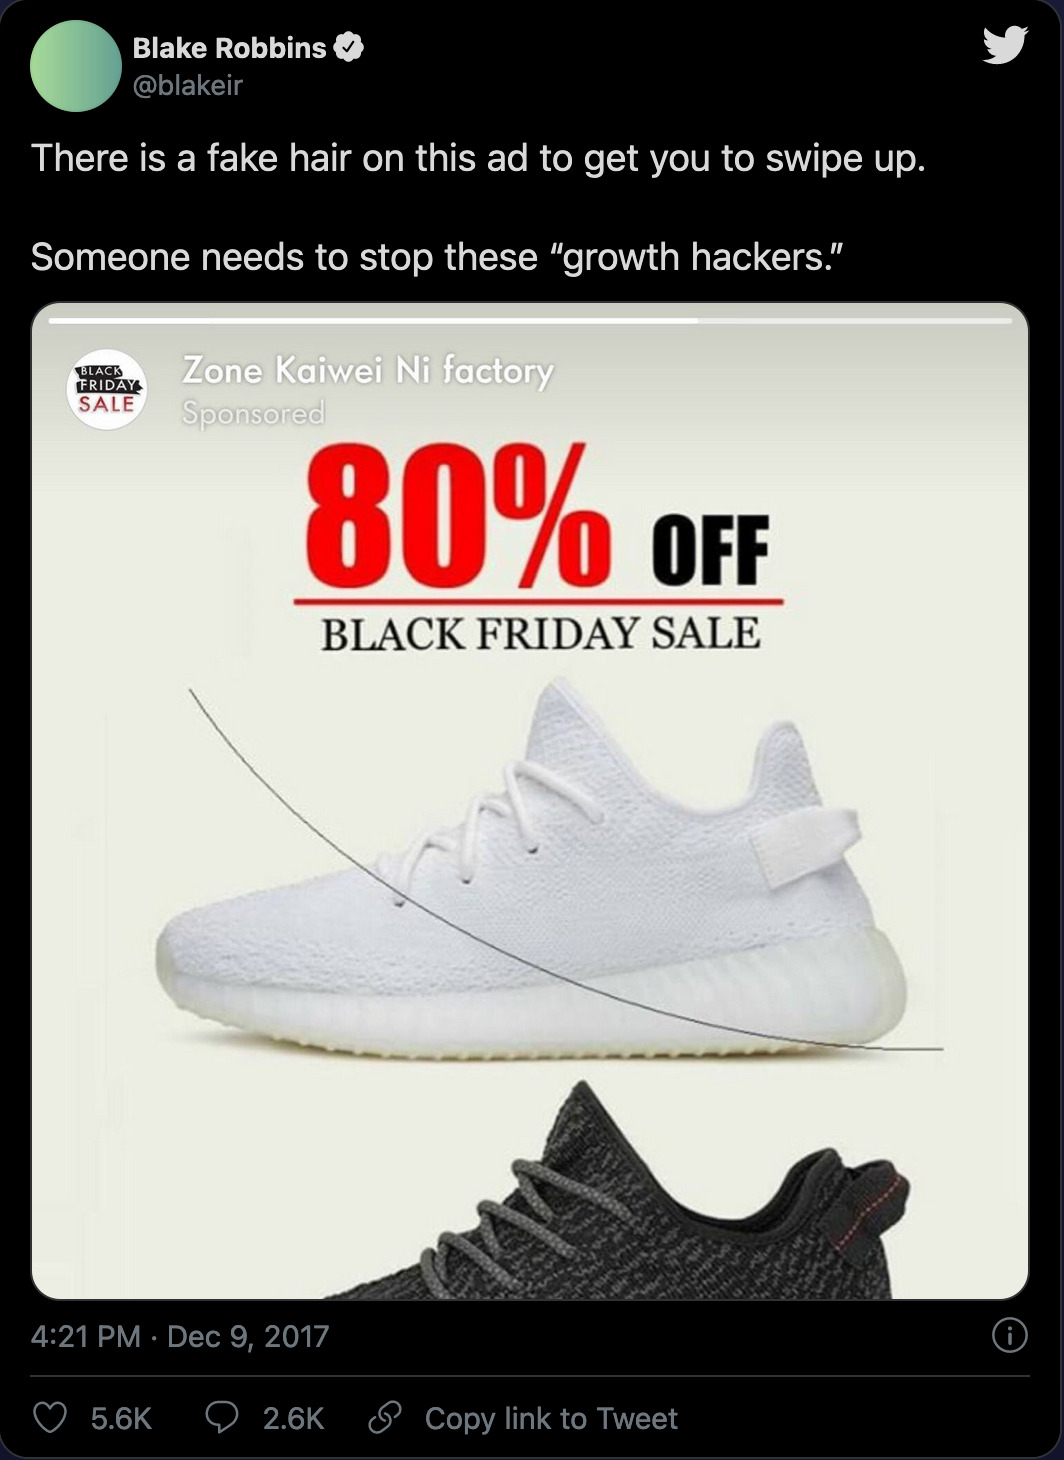 Blake Robbins
@blakeir
There is a fake hair on this ad to get you to swipe up.
Someone needs to stop these “growth hackers.”
BLACK
FRIDAY
SALE
Zone Kaiwei Ni factory
Sponsored
80% OFF
BLACK FRIDAY SALE
4:21 PM · Dec 9, 2017
5.6K 2.6K Copy link to Tweet